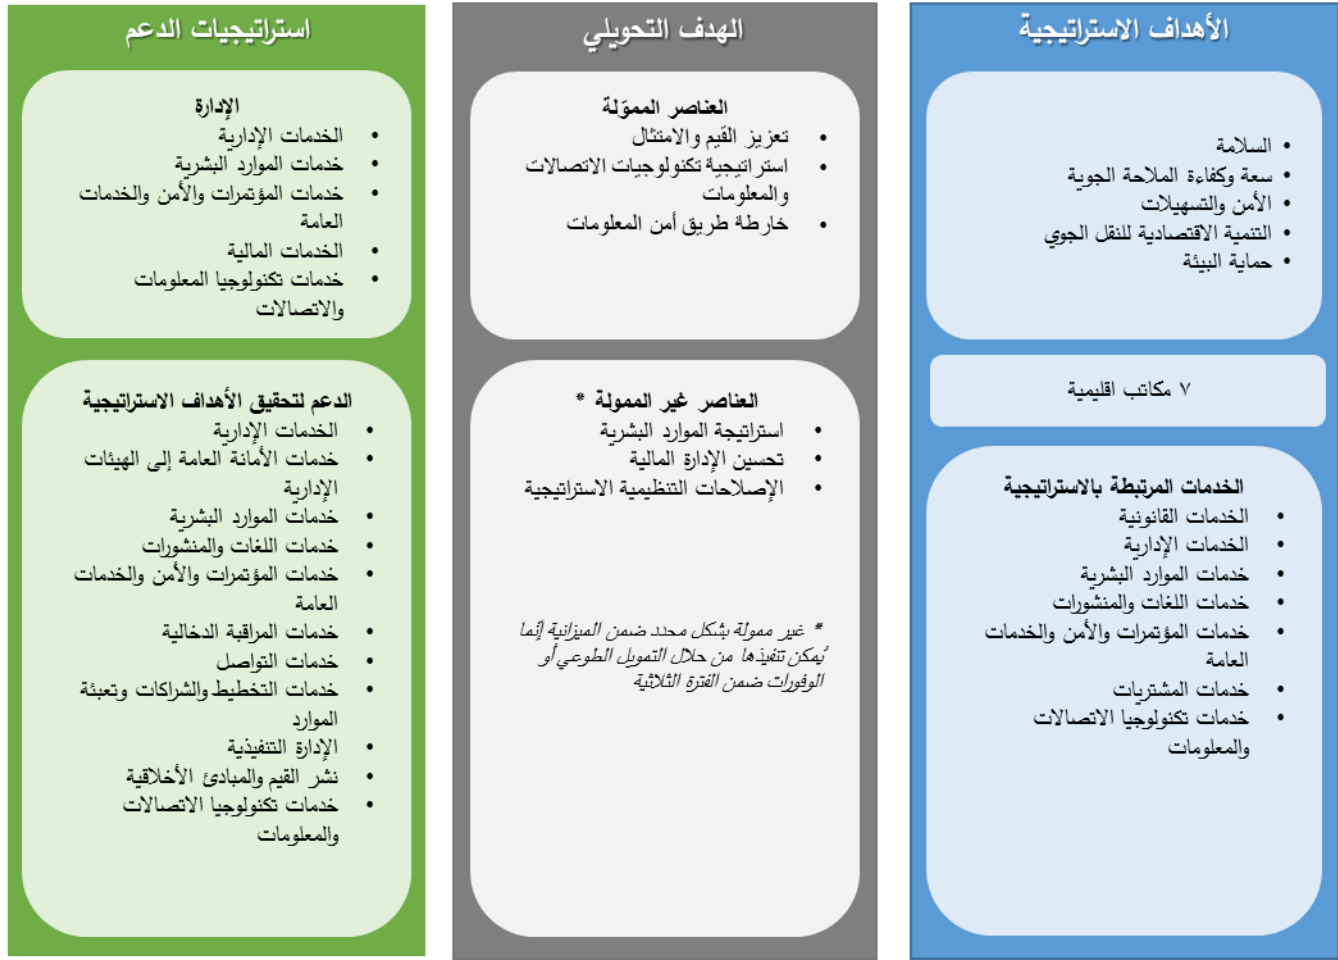 الأهداف الاستراتيجية
• السلامة
• سعة وكفاءة الملاحة الجوية
• الأمن والتسهيلات
• التنمية الاقتصادية للنقل الجوي
• حماية البيئة
٧ مكاتب اقليمية
الخدمات المرتبطة بالاستراتيجية
• الخدمات القانونية
• الخدمات الإدارية
• خدمات الموارد البشرية
• خدمات اللغات والمنشورات
• خدمات المؤتمرات والأمن والخدمات
العامة
• خدمات المشتريات
• خدمات تكنولوجيا الاتصالات
والمعلومات
الهدف التحويلي
العناصر المموّلة
• تعزيز القيم والامتثال
• استراتيجية تكنولوجيات الاتصالات
والمعلومات
• خارطة طريق أمن المعلومات
العناصر غير الممولة *
• استراتيجة الموارد البشرية
• تحسين الإدارة المالية
• الإصلاحات التنظيمية الاستراتيجية
* غير ممولة بشكل محدد ضمن الميزانية إنّما
يُمكن تنفيذها من خلال التمويل الطوعي أو
الوفورات ضمن الفترة الثلاثية
استراتيجيات الدعم
الإدارة
• الخدمات الإدارية
• خدمات الموارد البشرية
• خدمات المؤتمرات والأمن والخدمات
العامة
• الخدمات المالية
• خدمات تكنولوجيا المعلومات
والاتصالات
الدعم لتحقيق الأهداف الاستراتيجية
• الخدمات الإدارية
• خدمات الأمانة العامة إلى الهيئات
الإدارية
• خدمات الموارد البشرية
• خدمات اللغات والمنشورات
• خدمات المؤتمرات والأمن والخدمات
العامة
• خدمات المراقبة الدخالية
• خدمات التواصل
• خدمات التخطيط والشراكات وتعبئة
الموارد
• الإدارة التنفيذية
• نشر القيم والمبادئ الأخلاقية
• خدمات تكنولوجيا الاتصالات
والمعلومات